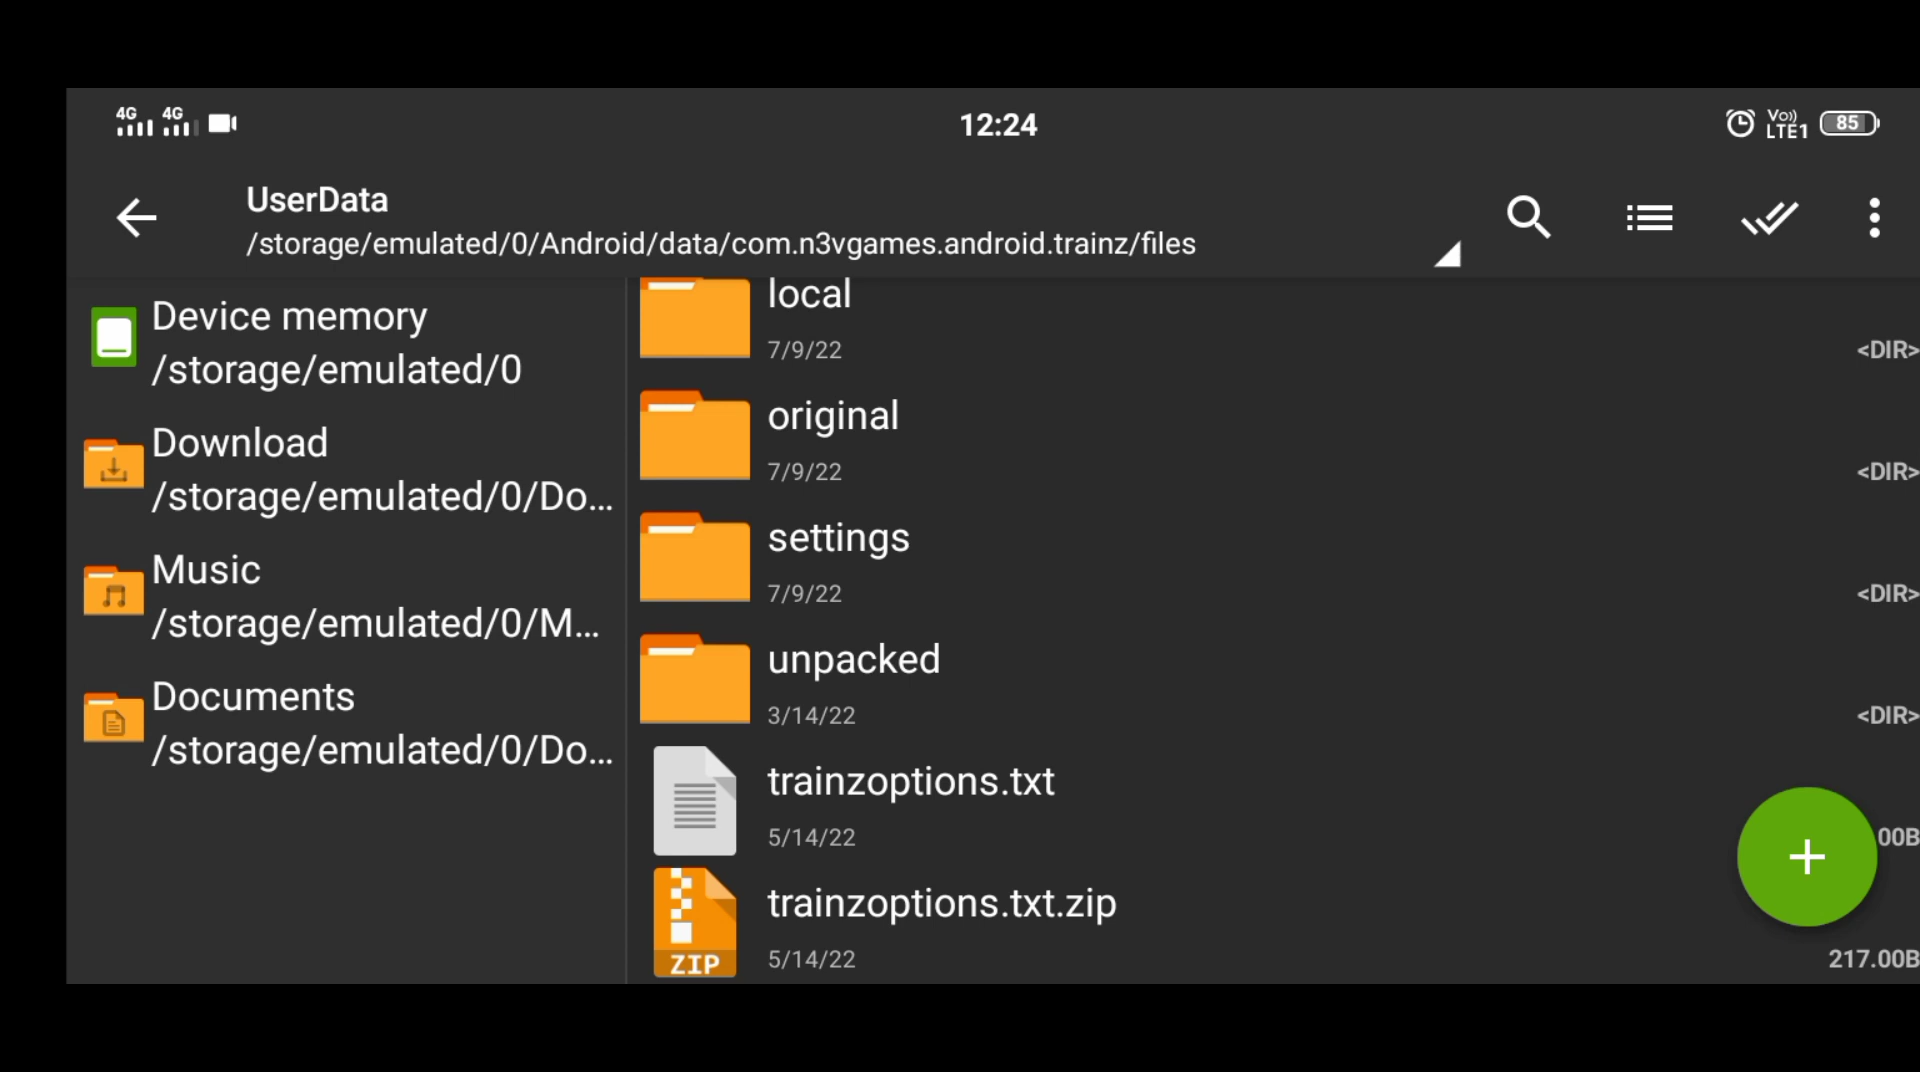 4G 4G
12:24
Vo)) LTE1
85
UserData
/storage/emulated/0/Android/data/com.n3vgames.android.trainz/files
Device memory
/storage/emulated/0
Download
/storage/emulated/0/Do...
Music
/storage/emulated/0/M...
Documents
/storage/emulated/0/Do...
local
7/9/22
<DIR>
original
7/9/22
<DIR>
settings
7/9/22
<DIR>
unpacked
3/14/22
<DIR>
trainzoptions.txt
5/14/22
00B
trainzoptions.txt.zip
ZIP
5/14/22
217.00B